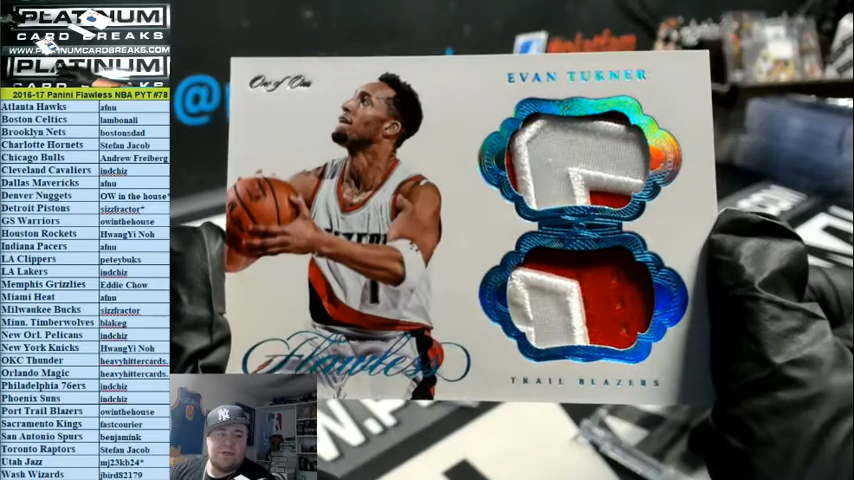 PLATINUM
CARD BREAKS
WWW.PLATINUMCARDBREAKS.COM
PLATINUM
2016-17 Panini Flawless NBA PYT #78
Atlanta Hawks afnu
Boston Celtics lambonali
Brooklyn Nets bostonsdad
Charlotte Hornets Stefan Jacob
Chicago Bulls Andrew Freiberg
Cleveland Cavaliers indchiz
Dallas Mavericks afnu
Denver Nuggets OW in the house*
Detroit Pistons sizzfractor*
GS Warriors owinthehouse
Houston Rockets HwangYi Noh
Indiana Pacers afnu
LA Clippers peteybuks
LA Lakers indchiz
Memphis Grizzlies Eddie Chow
Miami Heat afnu
Milwaukee Bucks sizzfractor
Minn. Timberwolves blakeg
New Orl. Pelicans indchiz
New York Knicks HwangYi Noh
OKC Thunder heavyhittercards.
Orlando Magic heavyhittercards.
Philadelphia 76ers indchiz
Phoenix Suns indchiz
Port Trail Blazers owinthehouse
Sacramento Kings fastcourier
San Antonio Spurs benjamink
Toronto Raptors Stefan Jacob
Utah Jazz mj23kb24*
Wash Wizards jbird82179
One of One
EVAN TURNER
1
Flawless
TRAIL BLAZERS
NY